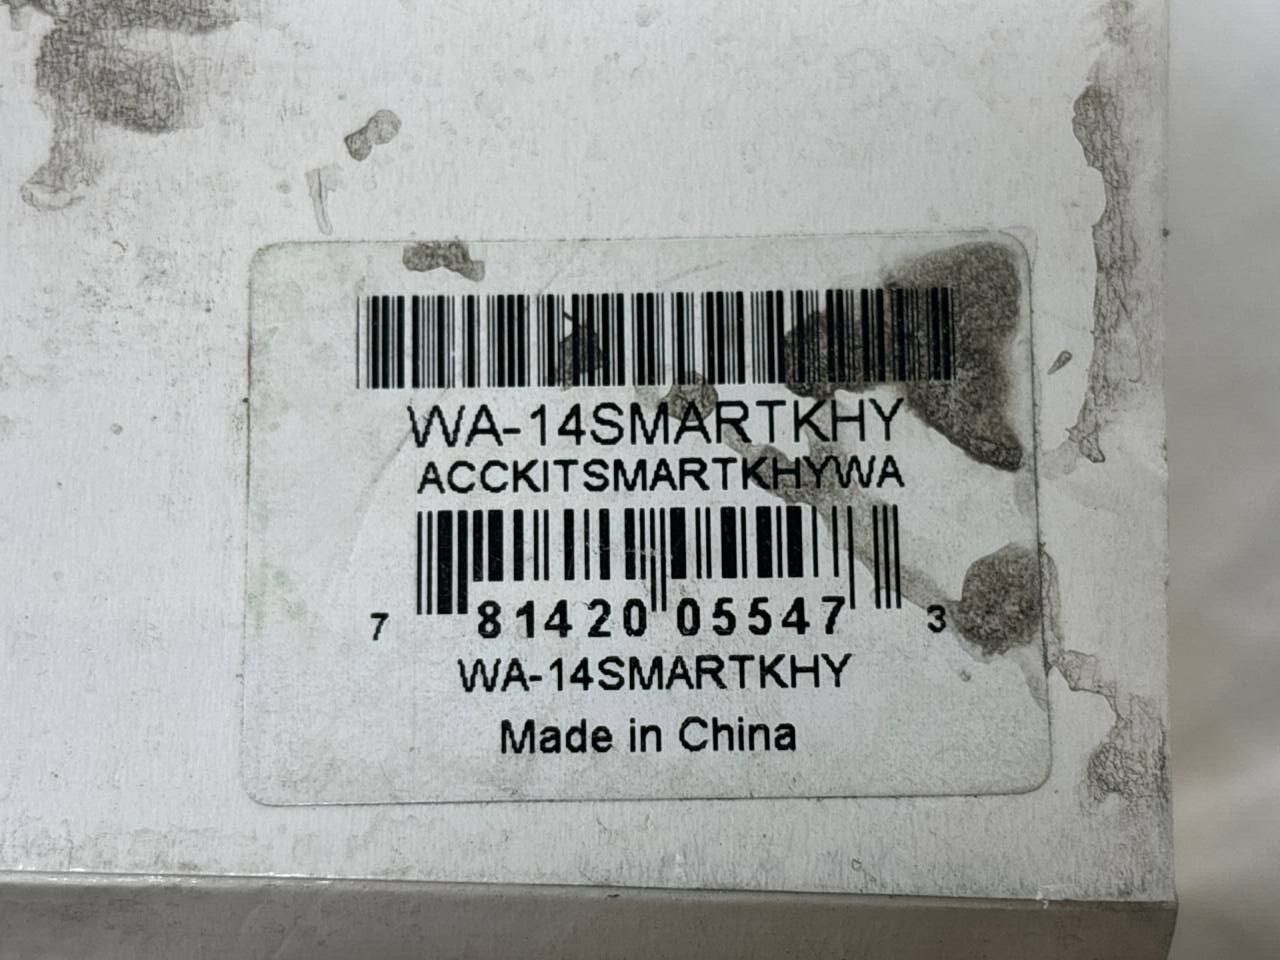 WA-14SMARTKHY
ACCKITSMARTKHYWA
7 81420 05547 3
WA-14SMARTKHY
Made in China